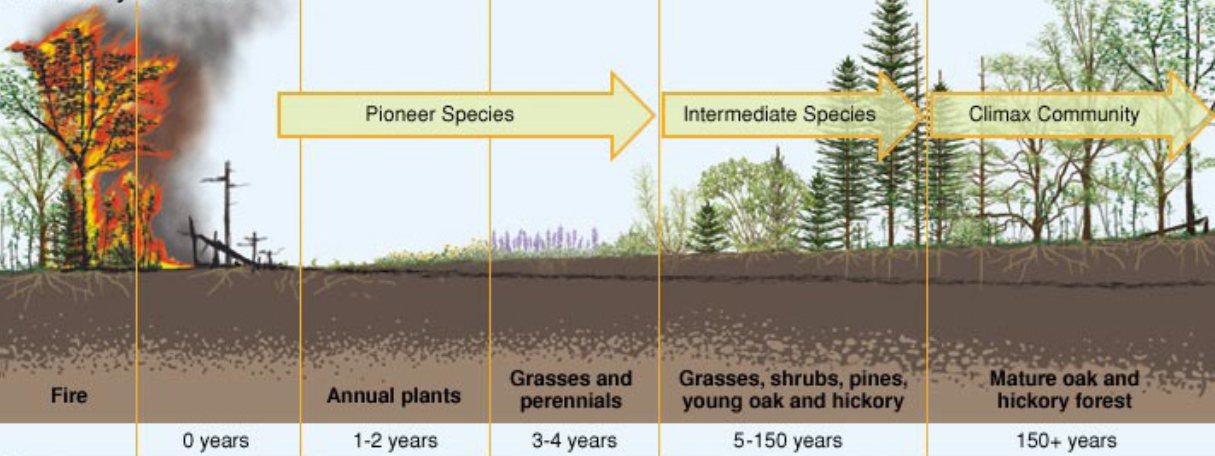 Pioneer Species
Intermediate Species
Climax Community
Fire
Annual plants
Grasses and
perennials
Grasses, shrubs, pines,
young oak and hickory
Mature oak and
hickory forest
0 years
1-2 years
3-4 years
5-150 years
150+ years